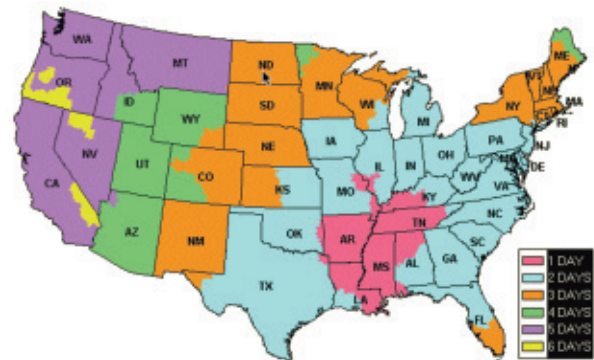 WA
MT
ND
ME
OR
MN
ID
SD
WI
NY
MA
WY
MI
RI
IA
PA
NE
NJ
NV
OH
DE
UT
IL
IN
CO
CA
KS
MO
WV
VA
KY
NC
TN
AZ
NM
OK
AR
SC
MS
AL
GA
TX
LA
FL
1 DAY
2 DAYS
3 DAYS
4 DAYS
5 DAYS
6 DAYS